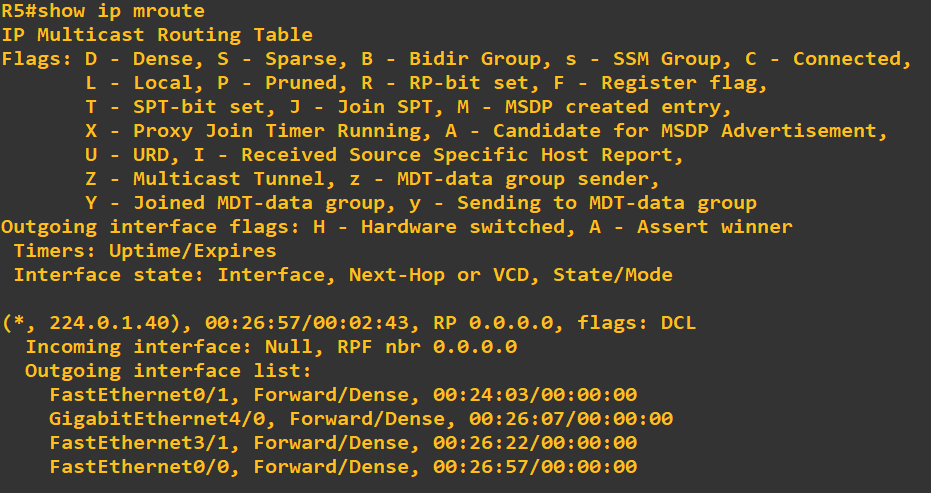 R5#show ip mroute
IP Multicast Routing Table
Flags: D - Dense, S - Sparse, B - Bidir Group, s - SSM Group, C - Connected,
       L - Local, P - Pruned, R - RP-bit set, F - Register flag,
       T - SPT-bit set, J - Join SPT, M - MSDP created entry,
       X - Proxy Join Timer Running, A - Candidate for MSDP Advertisement,
       U - URD, I - Received Source Specific Host Report,
       Z - Multicast Tunnel, z - MDT-data group sender,
       Y - Joined MDT-data group, y - Sending to MDT-data group
Outgoing interface flags: H - Hardware switched, A - Assert winner
 Timers: Uptime/Expires
 Interface state: Interface, Next-Hop or VCD, State/Mode

(*, 224.0.1.40), 00:26:57/00:02:43, RP 0.0.0.0, flags: DCL
  Incoming interface: Null, RPF nbr 0.0.0.0
  Outgoing interface list:
    FastEthernet0/1, Forward/Dense, 00:24:03/00:00:00
    GigabitEthernet4/0, Forward/Dense, 00:26:07/00:00:00
    FastEthernet3/1, Forward/Dense, 00:26:22/00:00:00
    FastEthernet0/0, Forward/Dense, 00:26:57/00:00:00